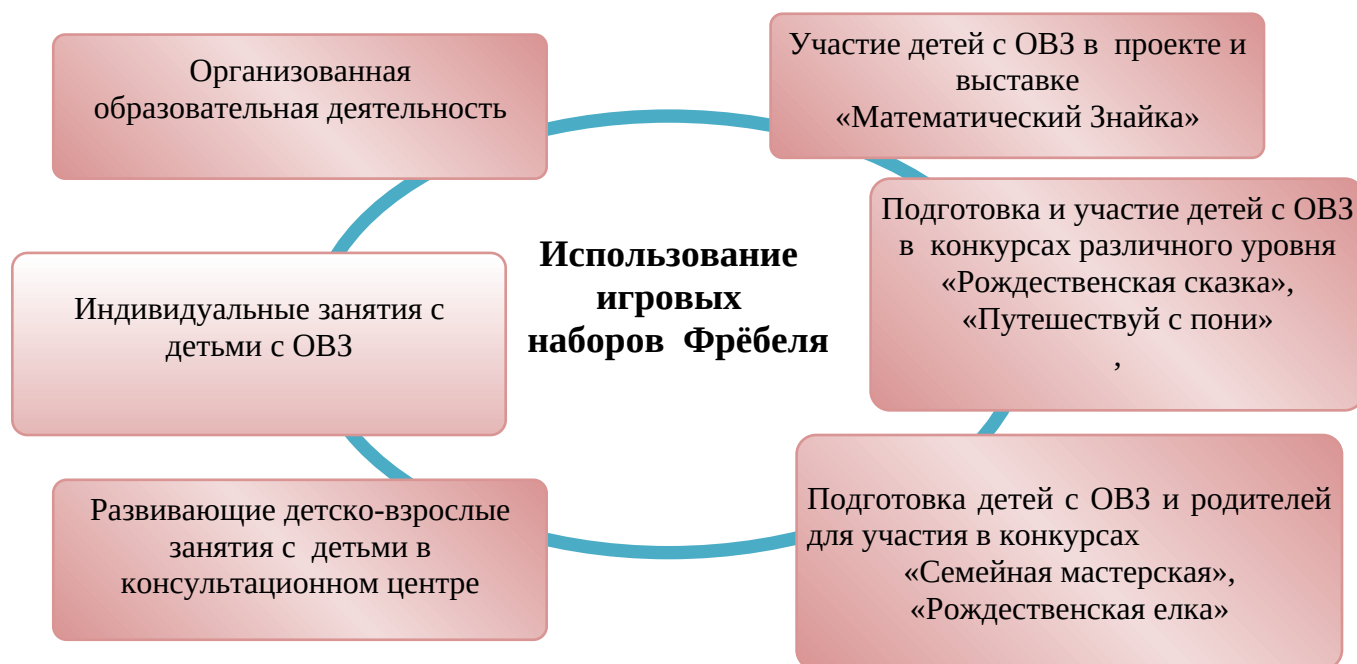 Организованная
образовательная деятельность
Участие детей с ОВЗ в проекте и
выставке
«Математический Знайка»
Подготовка и участие детей с ОВЗ
в конкурсах различного уровня
«Рождественская сказка»,
«Путешествуй с пони»
,
Использование
игровых
наборов Фрёбеля
Индивидуальные занятия с
детьми с ОВЗ
Развивающие детско-взрослые
занятия с детьми в
консультационном центре
Подготовка детей с ОВЗ и родителей
для участия в конкурсах
«Семейная мастерская»,
«Рождественская елка»